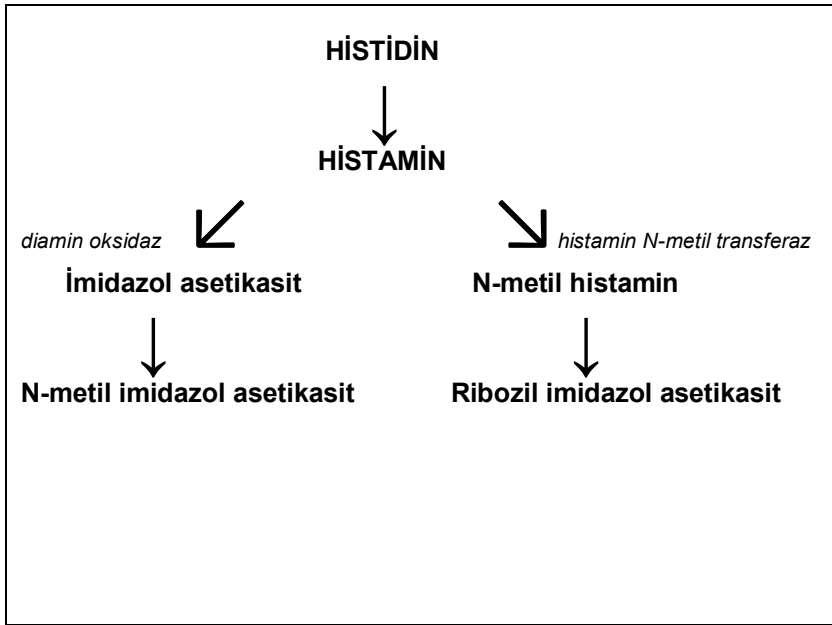 HİSTİDİN
HİSTAMİN
diamin oksidaz
histamin N-metil transferaz
İmidazol asetikasit
N-metil histamin
N-metil imidazol asetikasit
Ribozil imidazol asetikasit